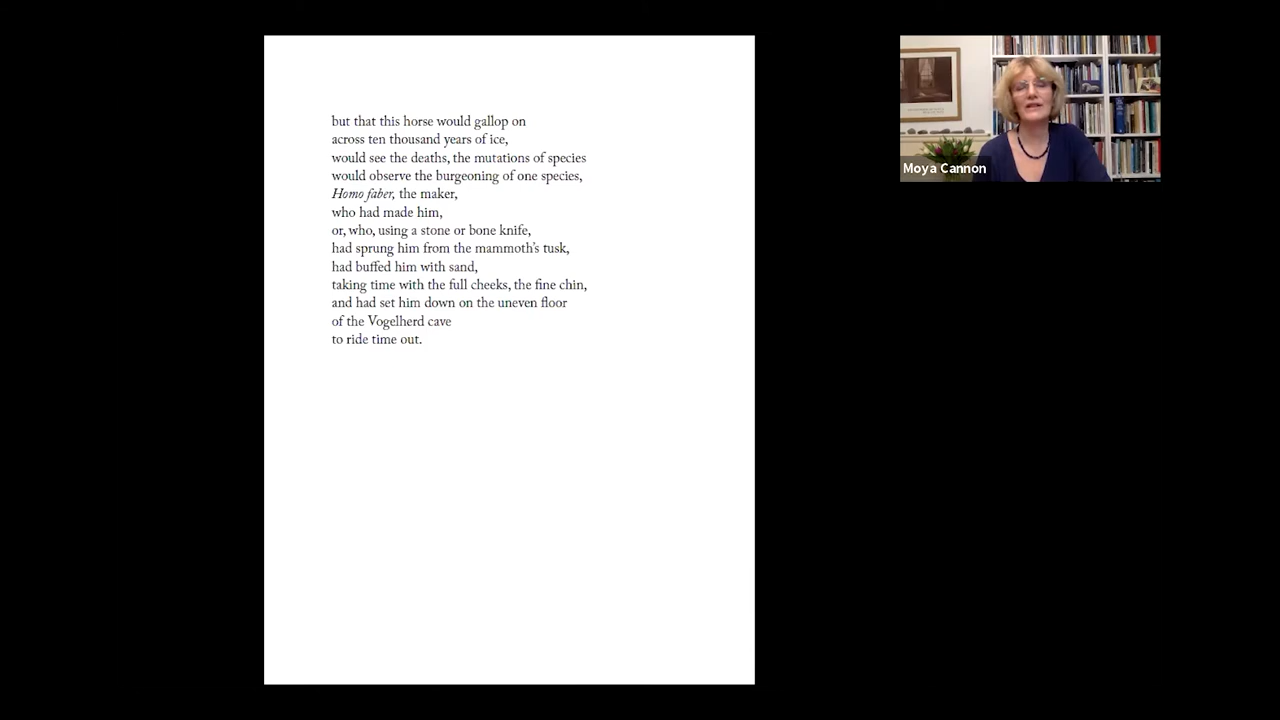 but that this horse would gallop on
across ten thousand years of ice,
would see the deaths, the mutations of species
would observe the burgeoning of one species,
Homo faber, the maker,
who had made him,
or, who, using a stone or bone knife,
had sprung him from the mammoth's tusk,
had buffed him with sand,
taking time with the full cheeks, the fine chin,
and had set him down on the uneven floor
of the Vogelherd cave
to ride time out.
Moya Cannon